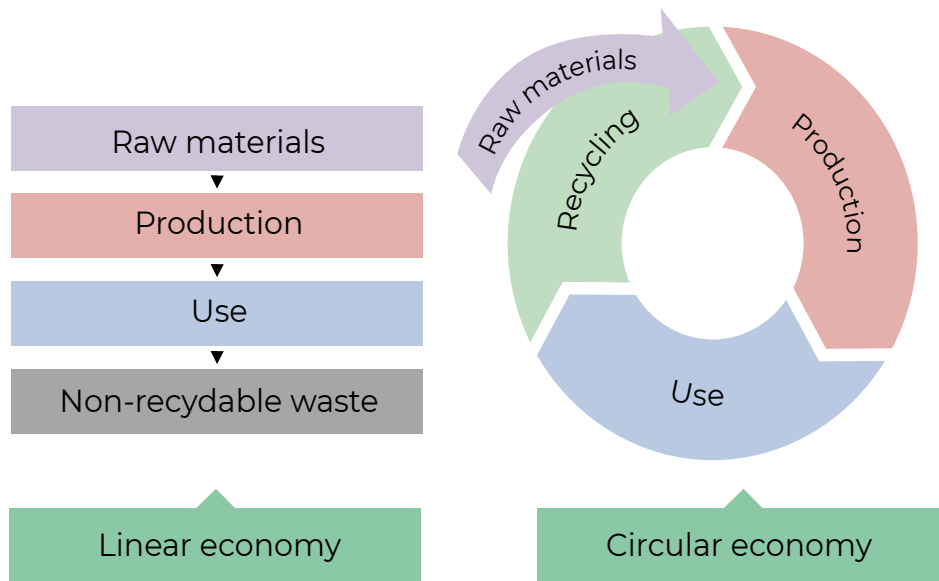 Raw materials
Production
Use
Non-recydable waste
Linear economy
Raw materials
Recycling
Production
Use
Circular economy